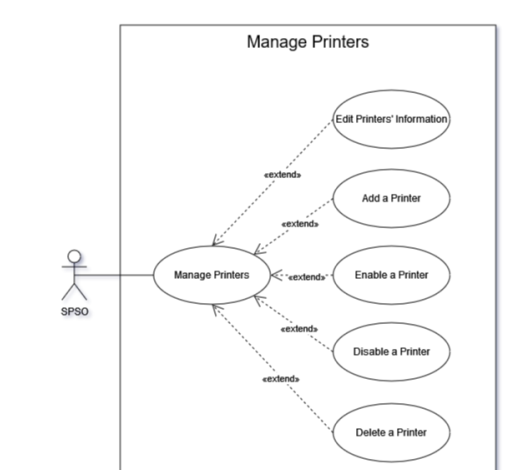 Manage Printers
Edit Printers' Information
«extend»
Add a Printer
«extend»
Manage Printers
«extend»
Enable a Printer
SPSO
«extend»
Disable a Printer
«extend»
Delete a Printer